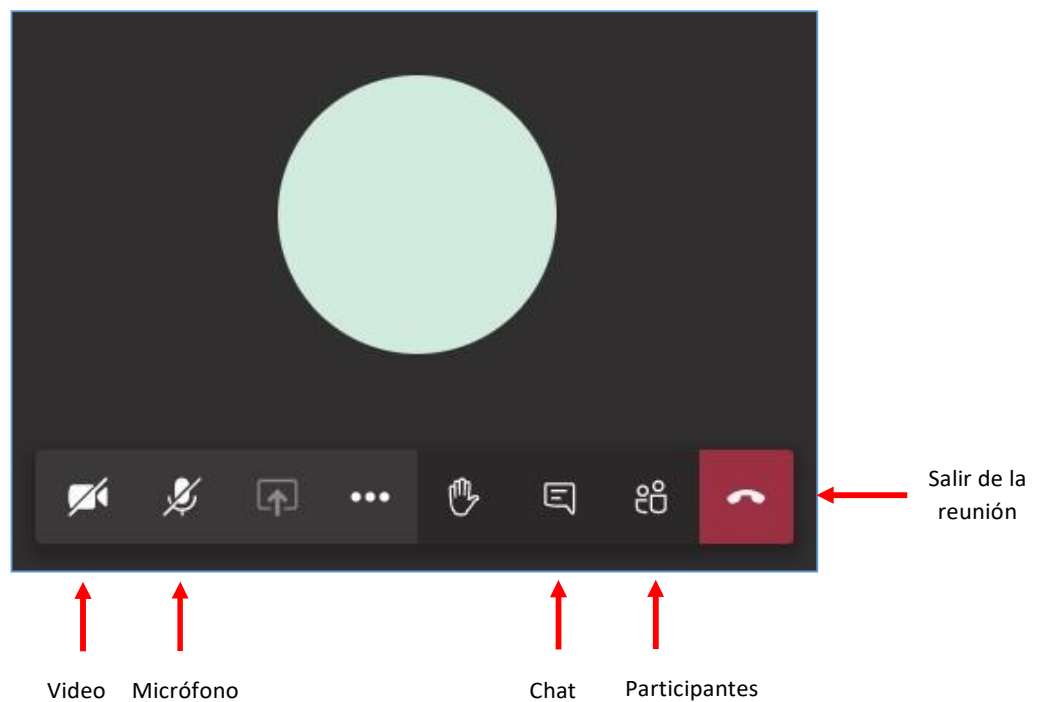 Salir de la
reunión
Video
Micrófono
Chat
Participantes